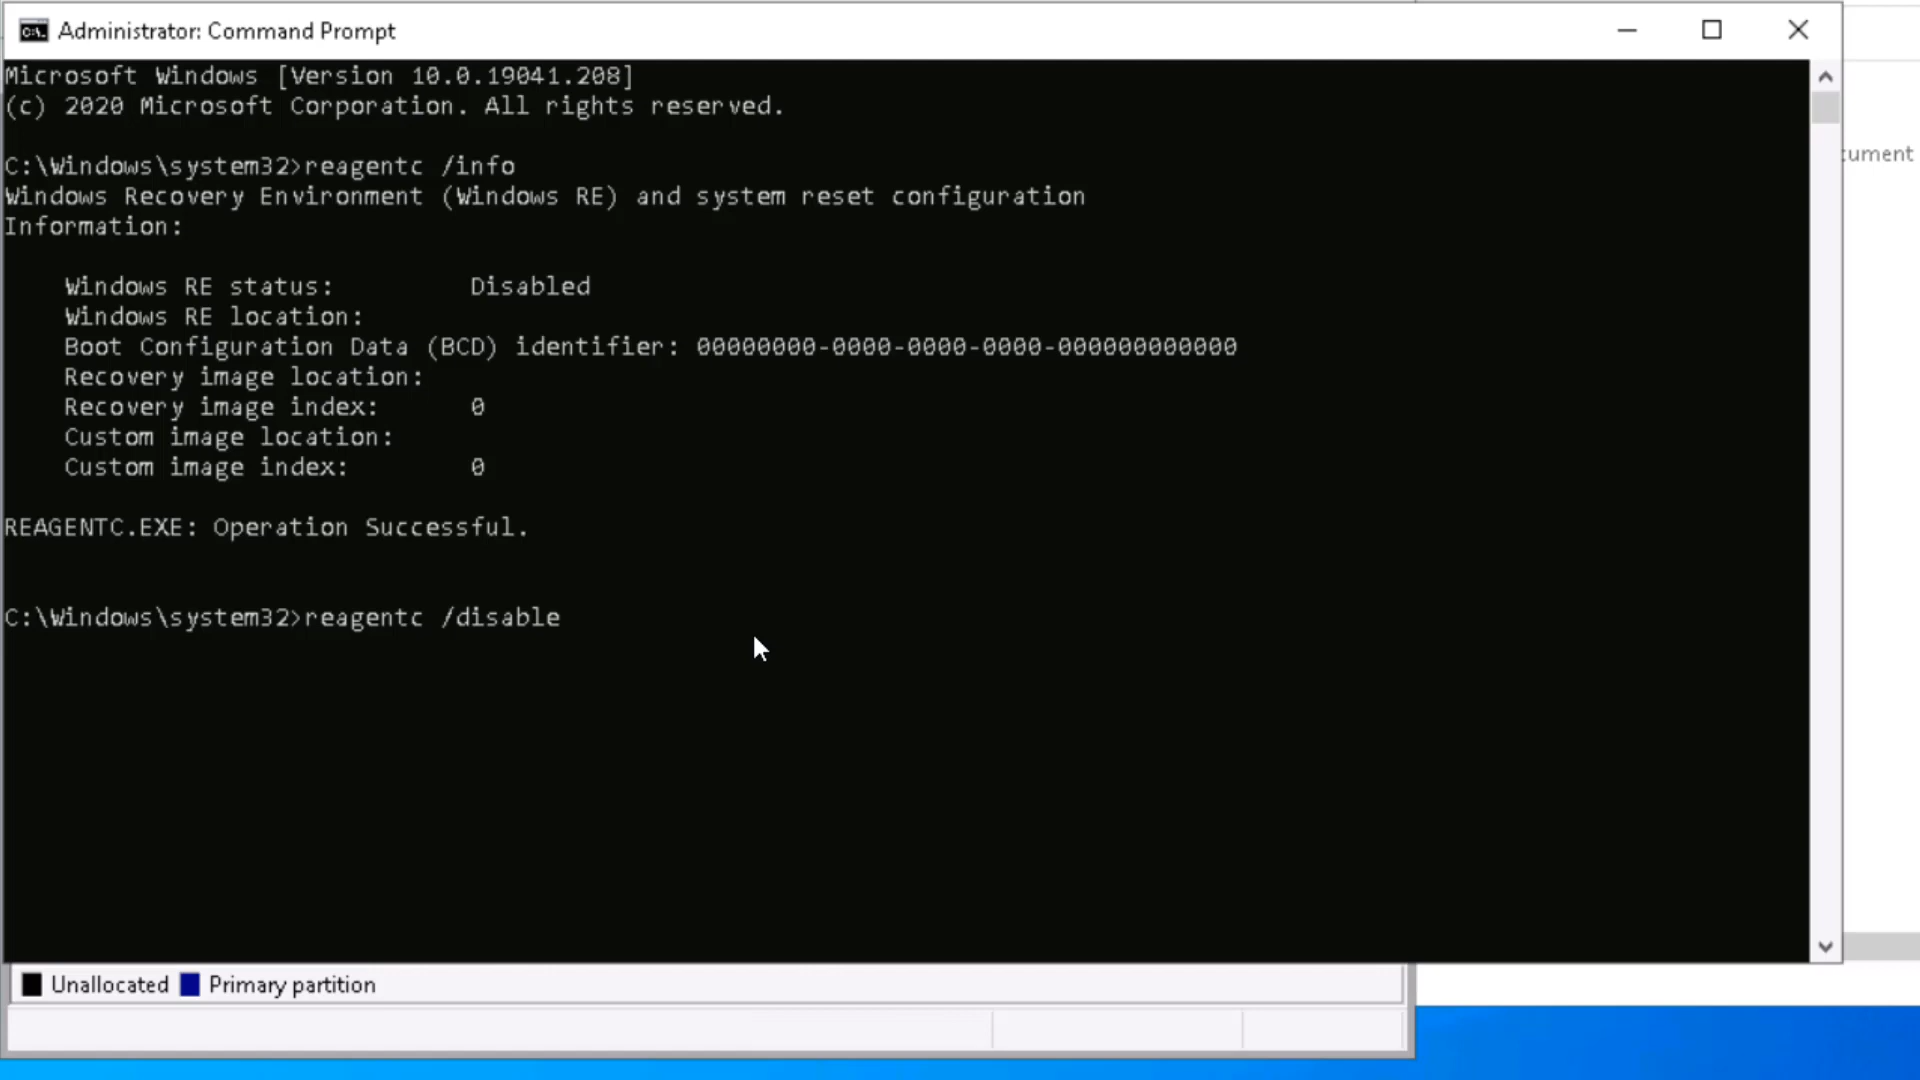 Administrator: Command Prompt
Microsoft Windows [Version 10.0.19041.208]
(c) 2020 Microsoft Corporation. All rights reserved.
C:\Windows\system32>reagentc /info
Windows Recovery Environment (Windows RE) and system reset configuration
Information:
Windows RE status: Disabled
Windows RE location:
Boot Configuration Data (BCD) identifier: 00000000-0000-0000-0000-000000000000
Recovery image location:
Recovery image index: 0
Custom image location:
Custom image index: 0
REAGENTC.EXE: Operation Successful.
C:\Windows\system32>reagentc /disable
cument
Unallocated Primary partition